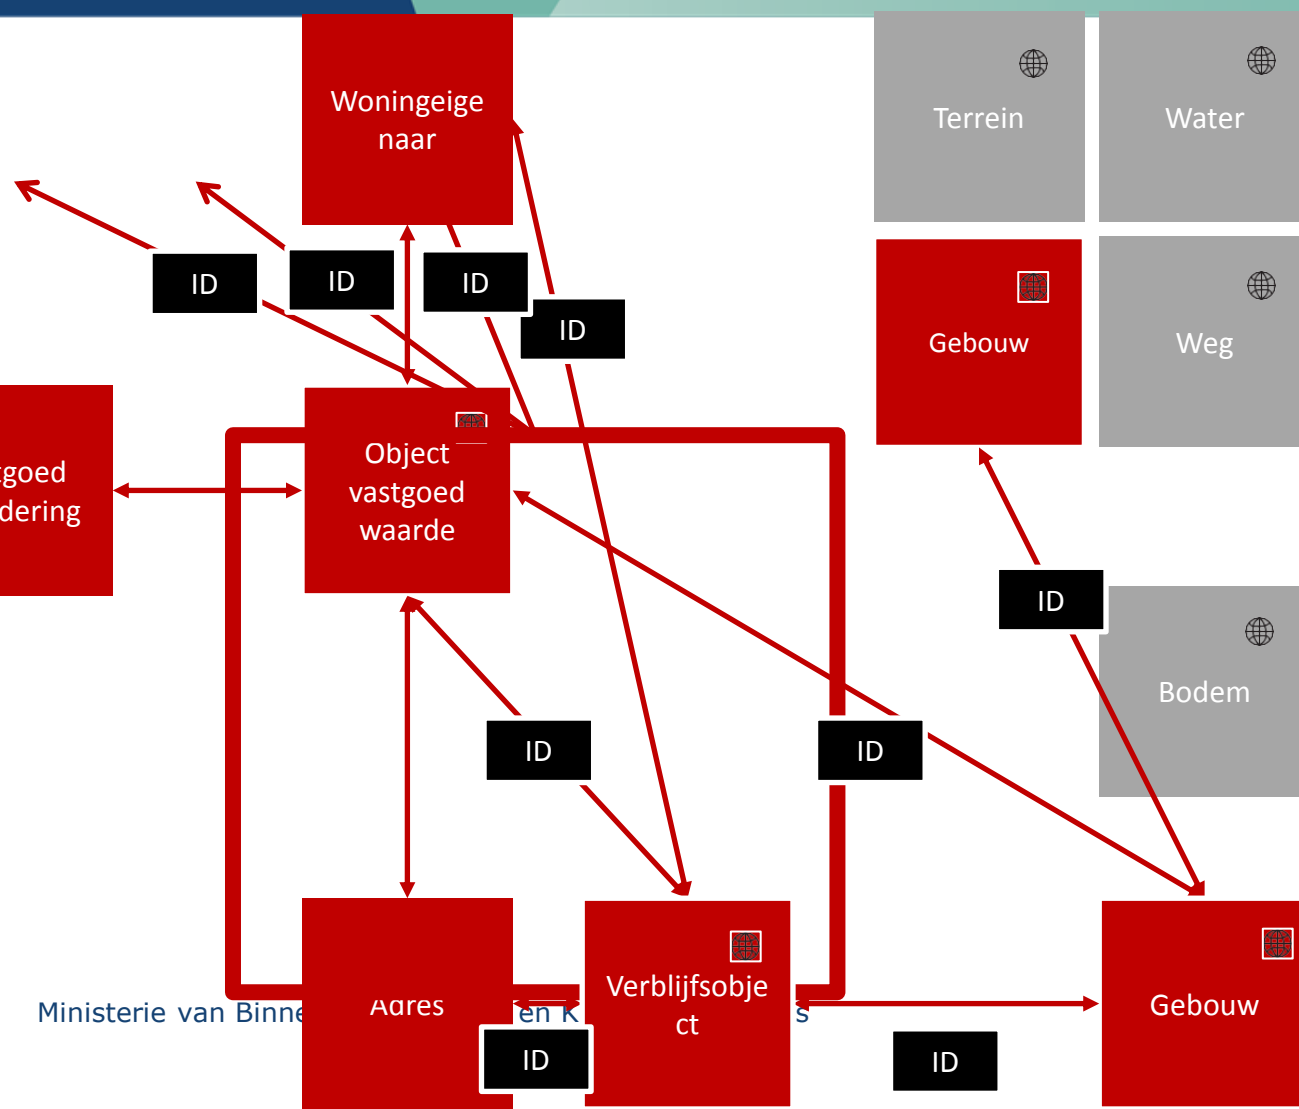 Woningeige
naar
Terrein
Water
ID
ID
ID
ID
Gebouw
Weg
Object
vastgoed
waarde
goed
dering
ID
Bodem
ID
ID
Adres
Verblijfsobje
ct
Gebouw
Ministerie van Binne
en K
s
ID
ID